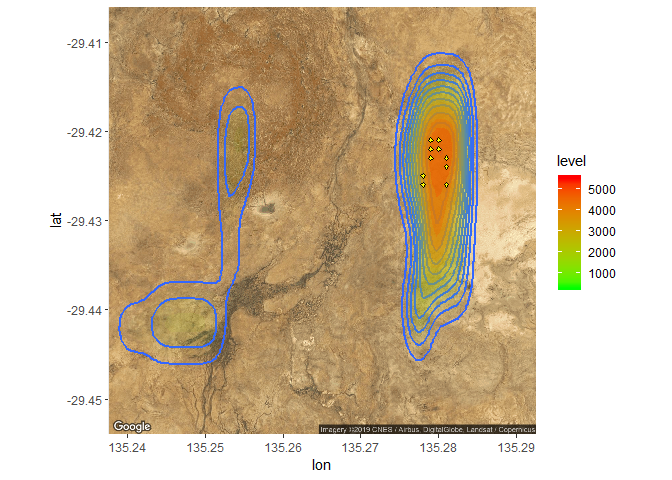 -29.41
-29.42
-29.43
-29.44
-29.45
lat
135.24 135.25 135.26 135.27 135.28 135.29
lon
level
5000
4000
3000
2000
1000
Google
Imagery ©2019 CNES / Airbus, DigitalGlobe, Landsat / Copernicus